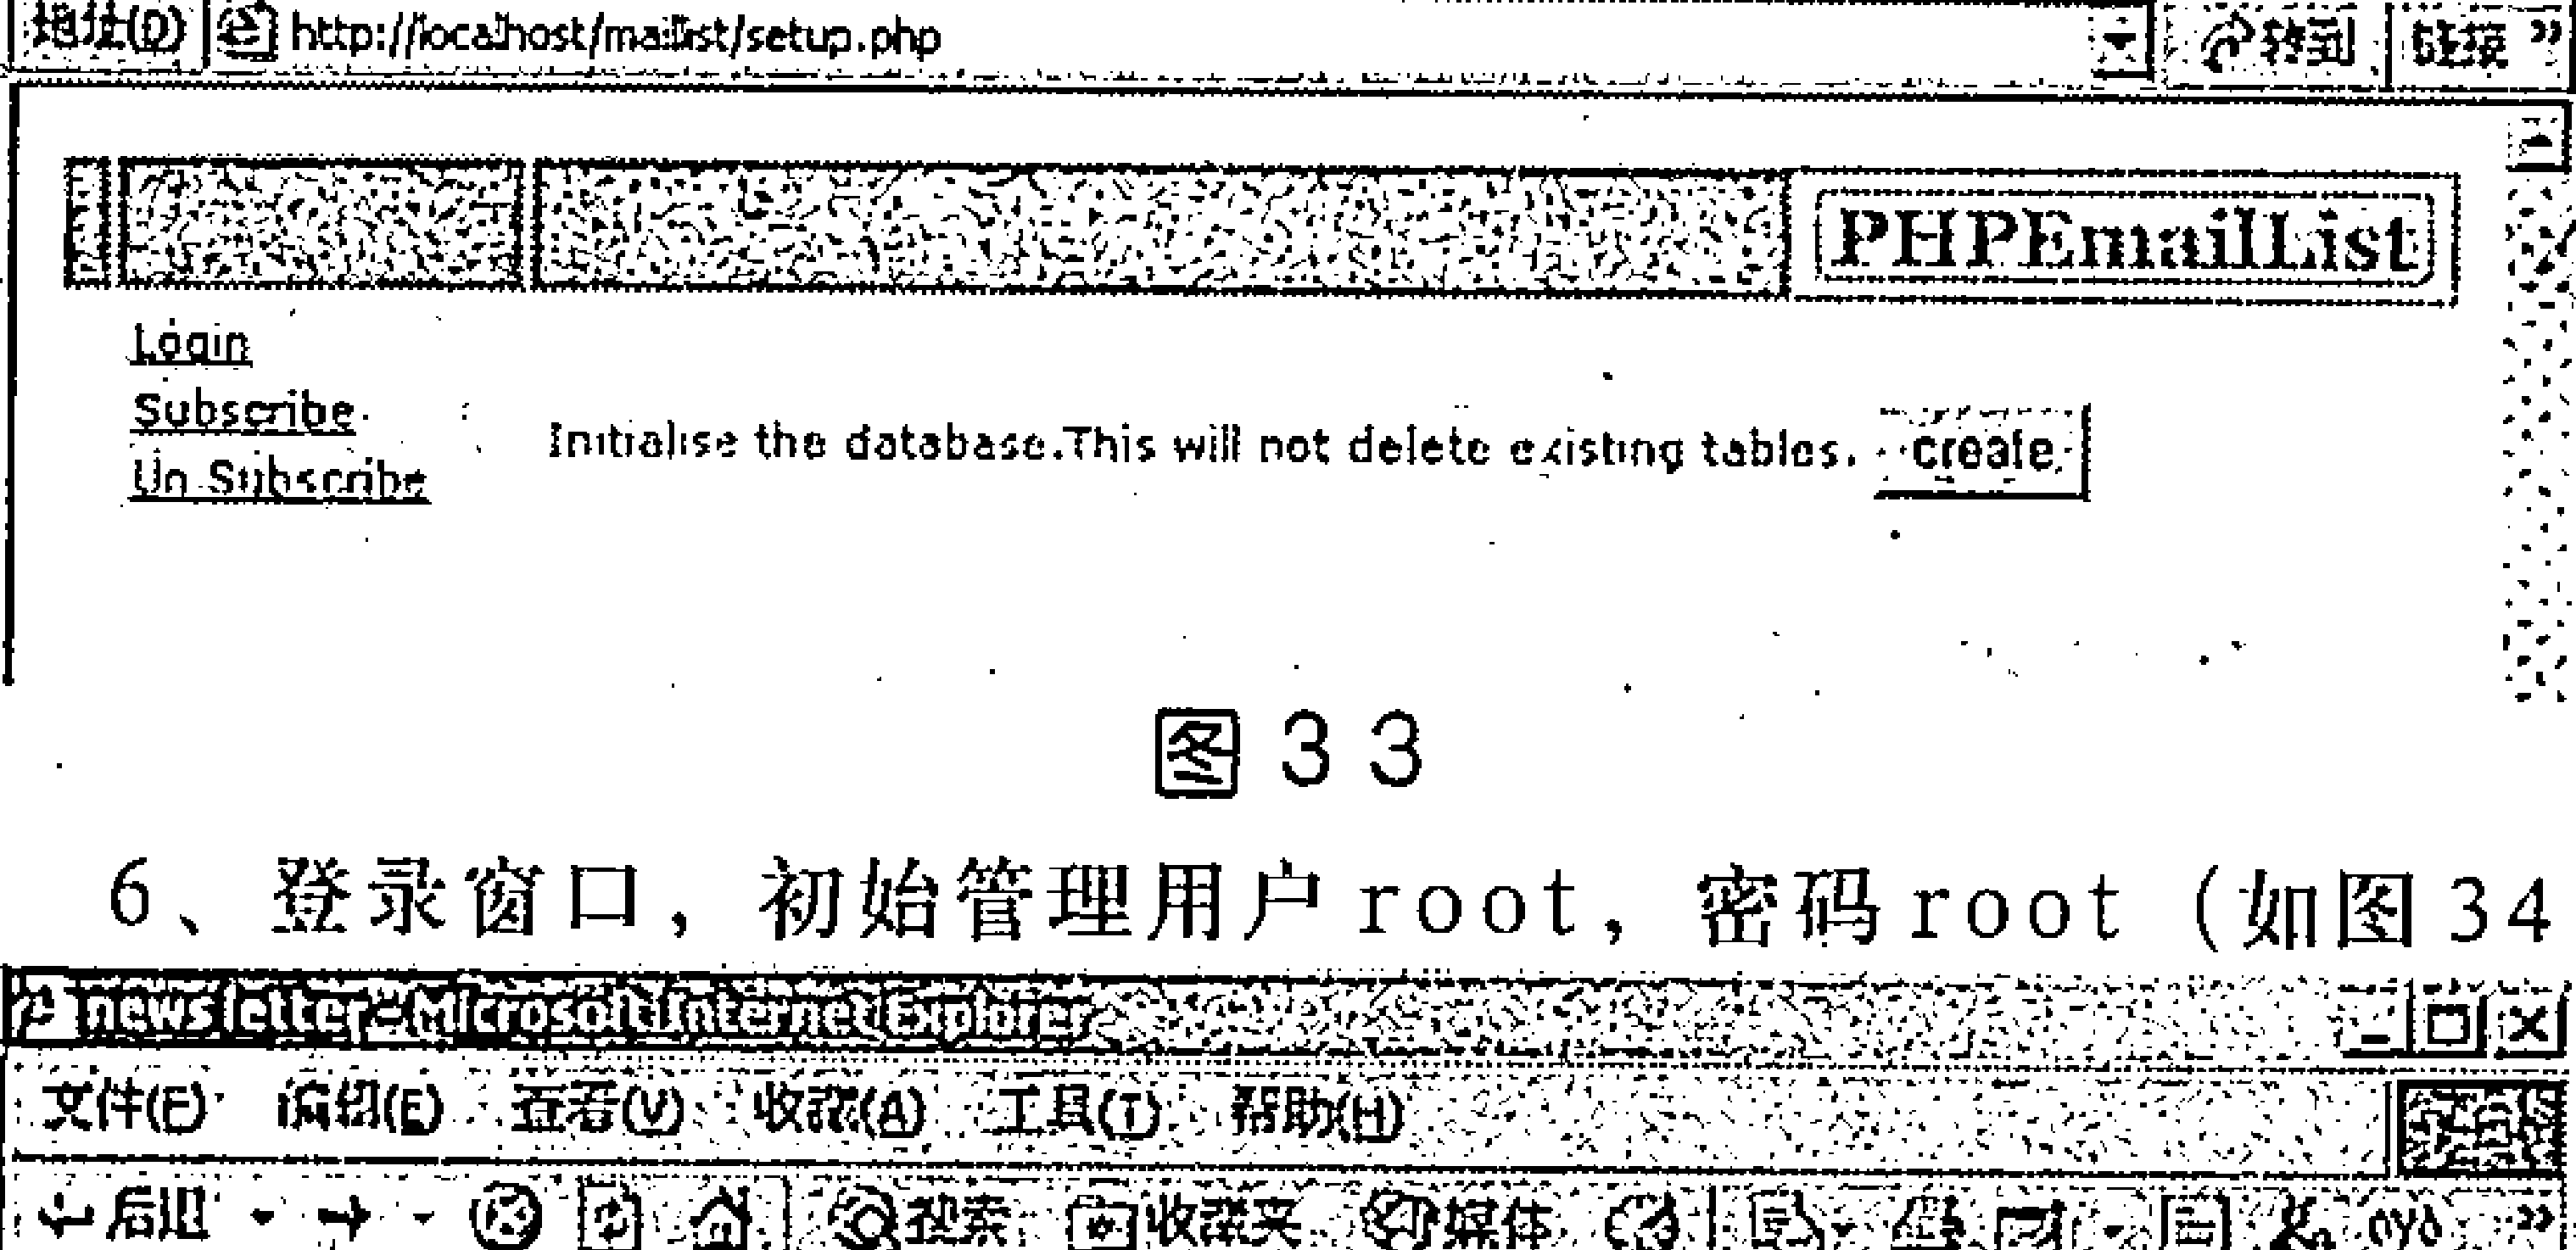 地址(D) http://localhost/maillist/setup.php 转到 链接 »
PHPEmailList
Login
Subscribe
Initialise the database.This will not delete existing tables. create
Un Subscribe
图 33
6、登录窗口，初始管理用户root，密码root（如图34
newsletter - Microsoft Internet Explorer
文件(F) 编辑(E) 查看(V) 收藏(A) 工具(T) 帮助(H)
后退 搜索 收藏夹 媒体 »